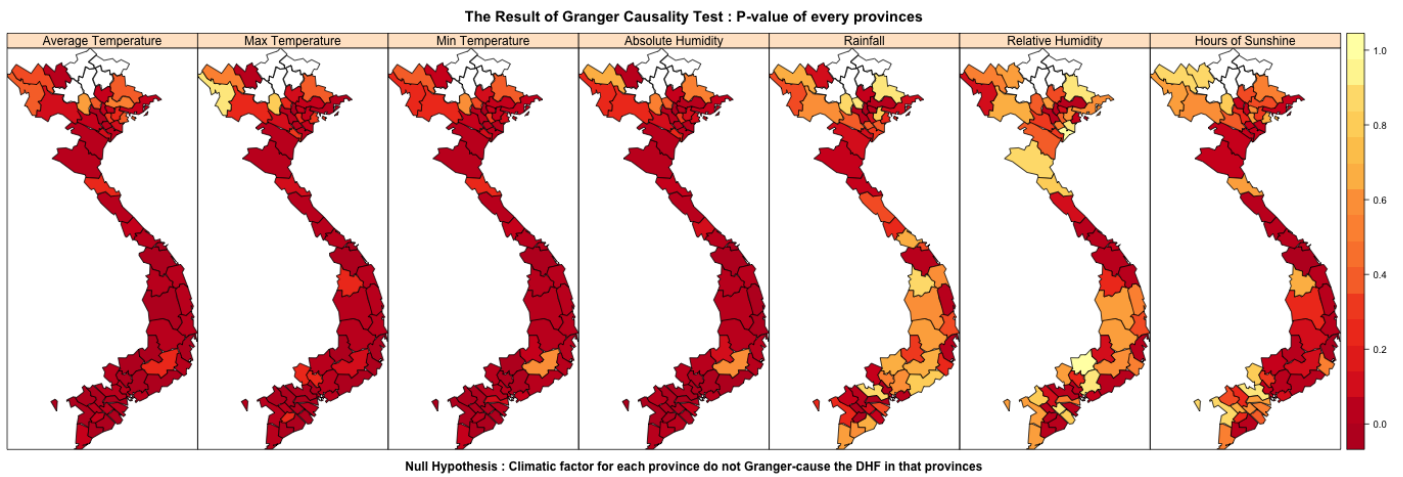 The Result of Granger Causality Test : P-value of every provinces
Average Temperature
Max Temperature
Min Temperature
Absolute Humidity
Rainfall
Relative Humidity
Hours of Sunshine
1.0
0.8
0.6
0.4
0.2
0.0
Null Hypothesis : Climatic factor for each province do not Granger-cause the DHF in that provinces